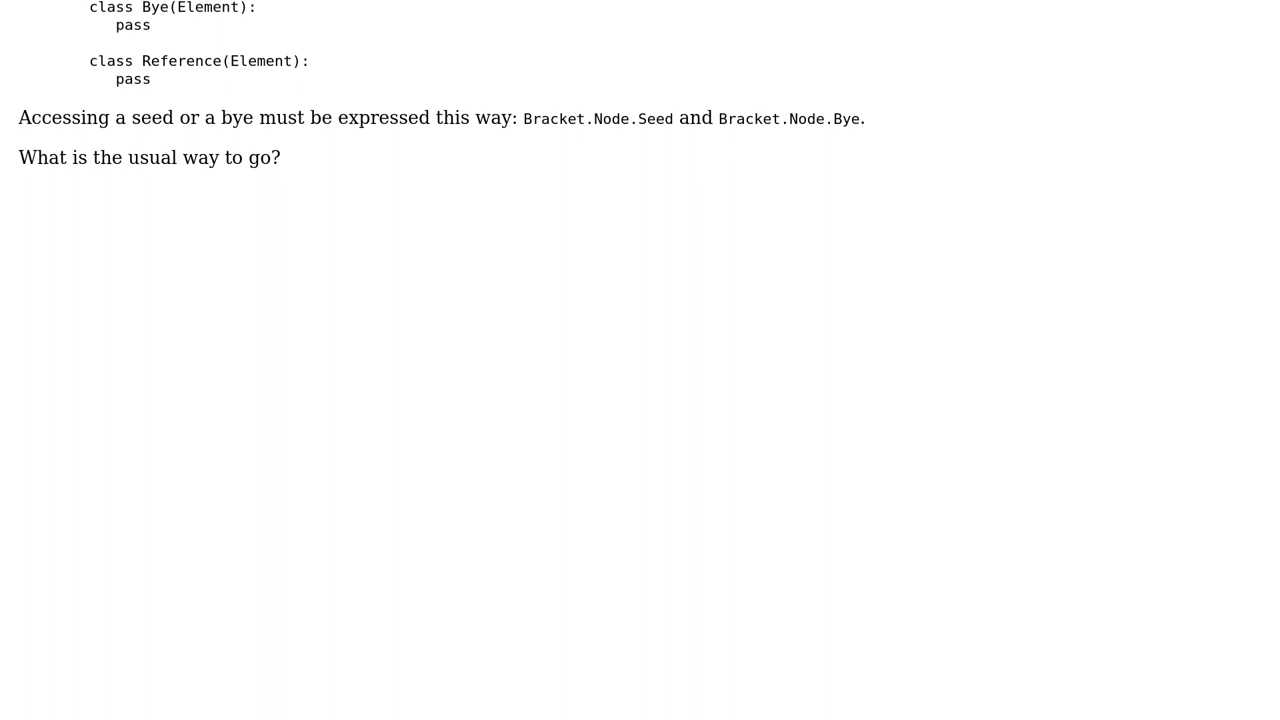 class Bye(Element):
pass
class Reference(Element):
pass
Accessing a seed or a bye must be expressed this way: Bracket.Node.Seed and Bracket.Node.Bye.
What is the usual way to go?